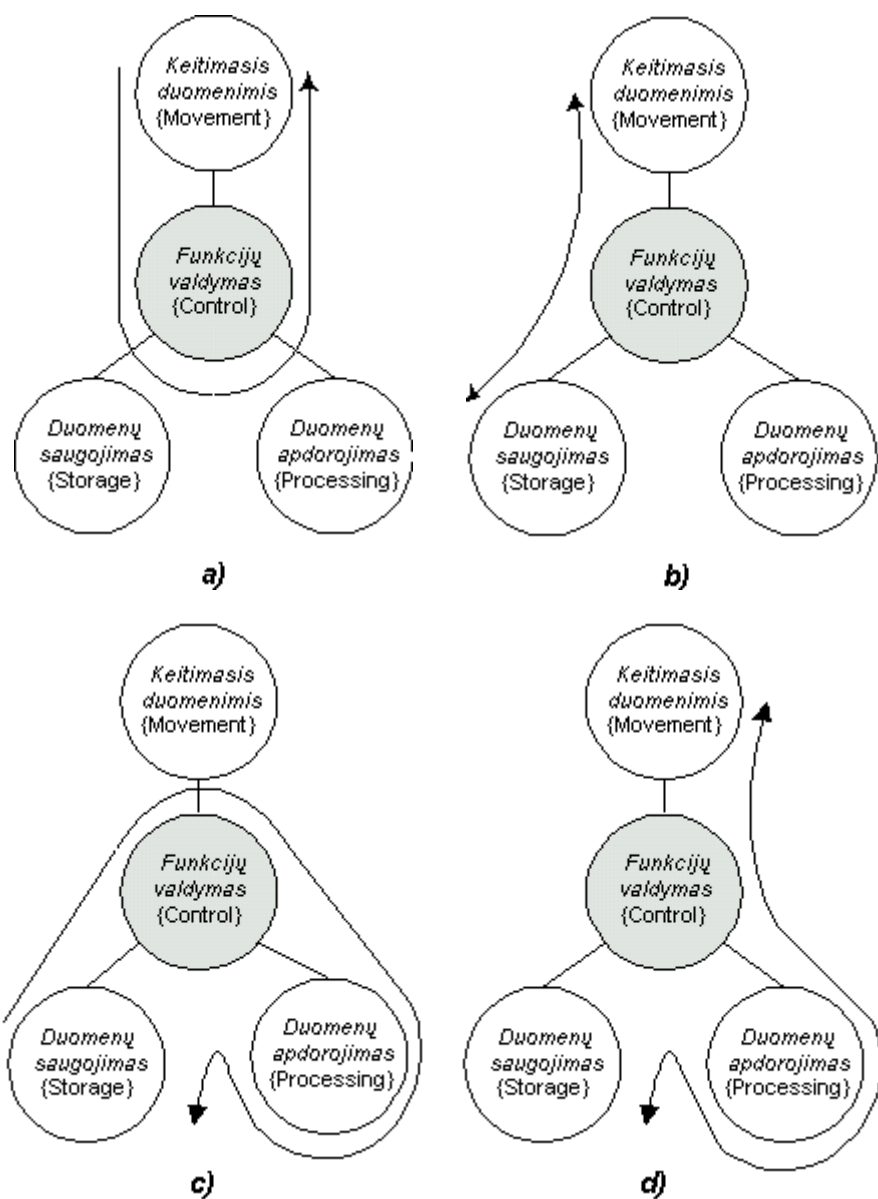 Keitimasis
duomenimis
{Movement}
Funkcijų
valdymas
{Control}
Duomenų
saugojimas
{Storage}
Duomenų
apdorojimas
{Processing}
a)
Keitimasis
duomenimis
{Movement}
Funkcijų
valdymas
{Control}
Duomenų
saugojimas
{Storage}
Duomenų
apdorojimas
{Processing}
b)
Keitimasis
duomenimis
{Movement}
Funkcijų
valdymas
{Control}
Duomenų
saugojimas
{Storage}
Duomenų
apdorojimas
{Processing}
c)
Keitimasis
duomenimis
{Movement}
Funkcijų
valdymas
{Control}
Duomenų
saugojimas
{Storage}
Duomenų
apdorojimas
{Processing}
d)